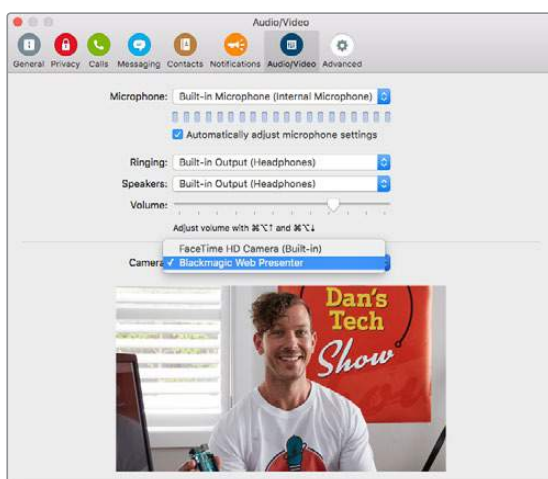 Audio/Video
General Privacy Calls Messaging Contacts Notifications Audio/Video Advanced
Microphone: Built-in Microphone (Internal Microphone)
Automatically adjust microphone settings
Ringing: Built-in Output (Headphones)
Speakers: Built-in Output (Headphones)
Volume:
Adjust volume with ⌘⌥↑ and ⌘⌥↓
FaceTime HD Camera (Built-in)
Camera ✓ Blackmagic Web Presenter
Dan's
Tech
Show